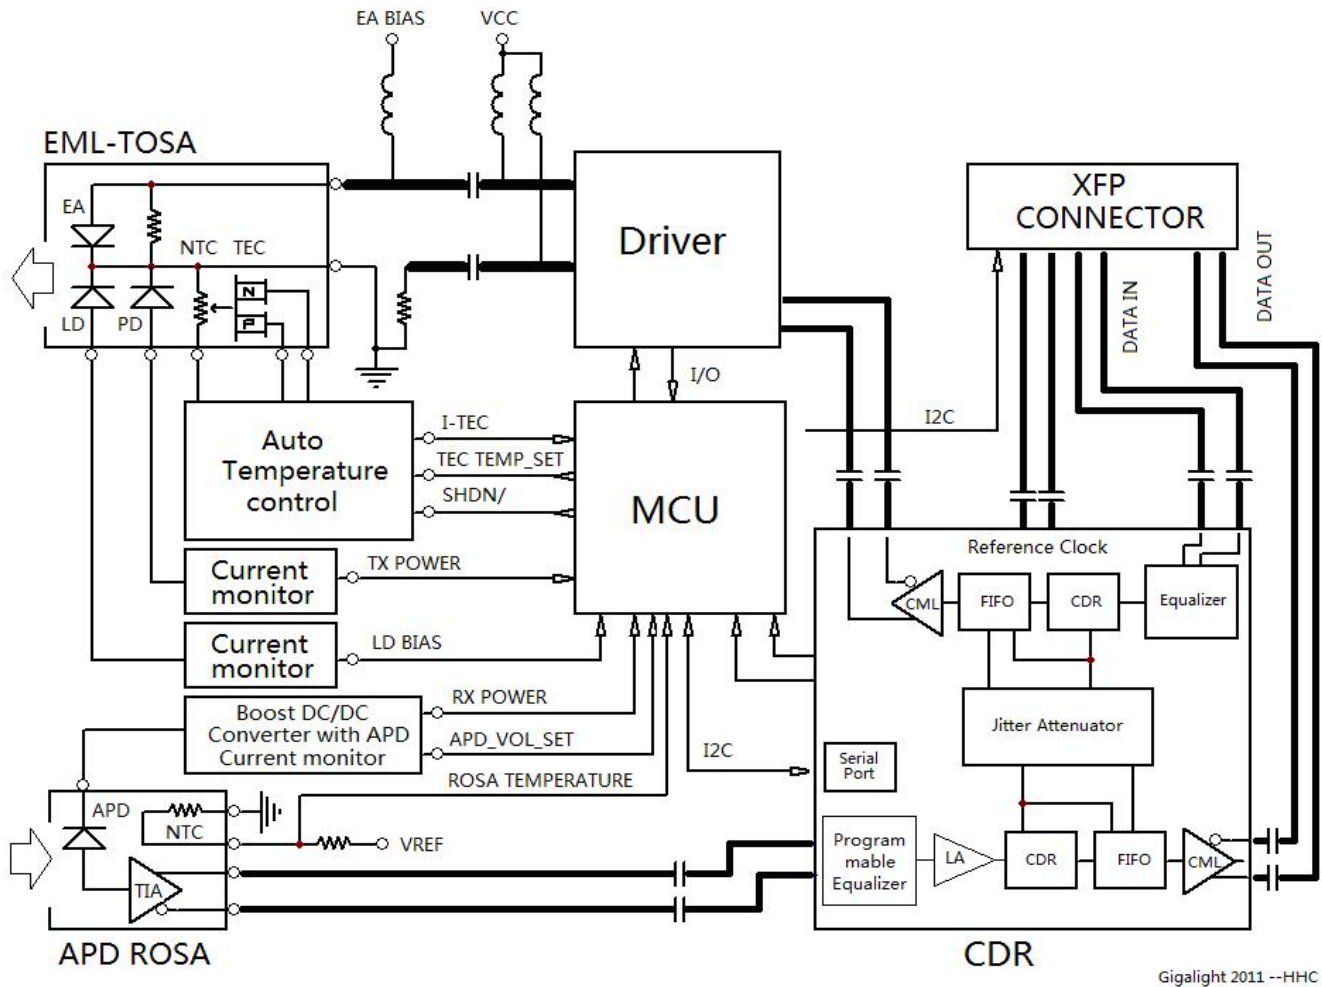 EA BIAS
VCC
EML-TOSA
EA
NTC TEC
N
P
LD
PD
Driver
XFP
CONNECTOR
DATA IN
DATA OUT
I/O
I2C
Auto
Temperature
control
I-TEC
TEC TEMP_SET
SHDN/
MCU
Current
monitor
TX POWER
Current
monitor
LD BIAS
Boost DC/DC
Converter with APD
Current monitor
RX POWER
APD_VOL_SET
ROSA TEMPERATURE
I2C
Reference Clock
CML
FIFO
CDR
Equalizer
Jitter Attenuator
Serial
Port
APD
NTC
VREF
TIA
Program
mable
Equalizer
LA
CDR
FIFO
CML
APD ROSA
CDR
Gigalight 2011 --HHC